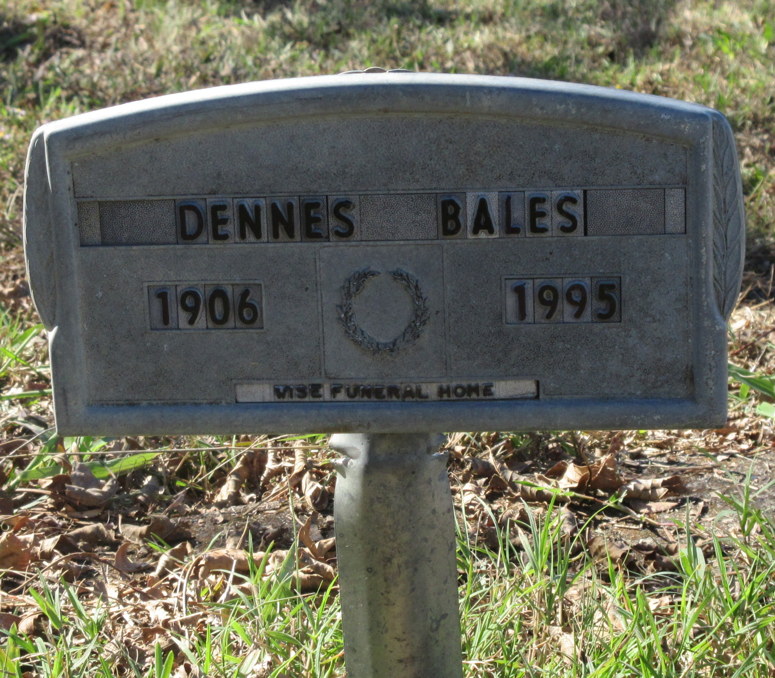 DENNES BALES
1906 1995
VISE FUNERAL HOME